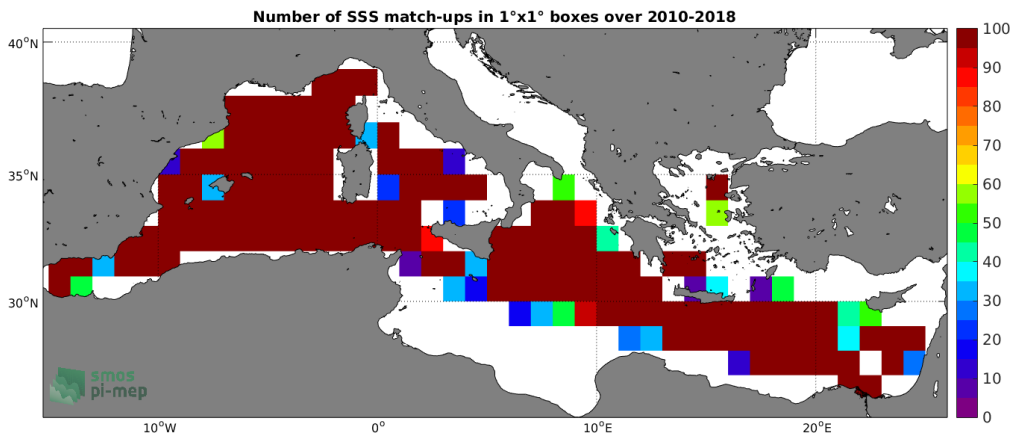 Number of SSS match-ups in 1°x1° boxes over 2010-2018
40°N
35°N
30°N
10°W
0°
10°E
20°E
100
90
80
70
60
50
40
30
20
10
0
smos
pi-mep